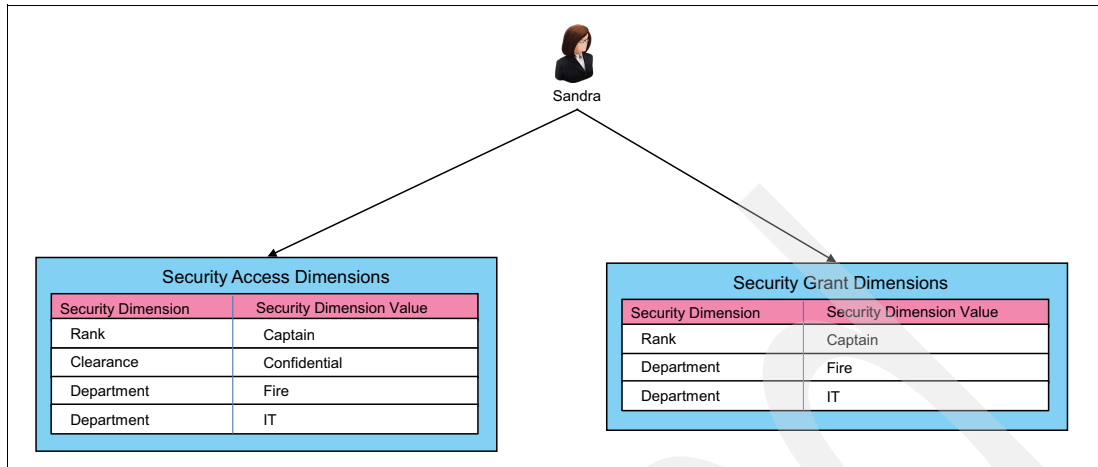 Sandra
Security Access Dimensions
Security Dimension Security Dimension Value
Rank Captain
Clearance Confidential
Department Fire
Department IT
Security Grant Dimensions
Security Dimension Security Dimension Value
Rank Captain
Department Fire
Department IT